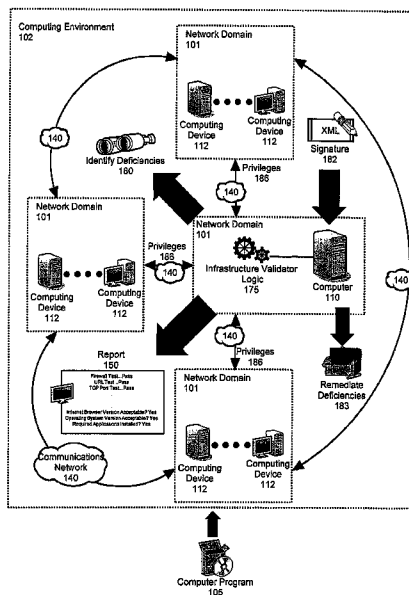 Computing Environment
102
Network Domain
101
Computing
Device
112
Computing
Device
112
140
Identify Deficiencies
180
XML
Signature
182
Privileges
186
140
Network Domain
101
Computing
Device
112
Computing
Device
112
Privileges
186
140
Network Domain
101
Infrastructure Validator
Logic
175
Computer
110
140
Report
150
Firewall Test...Pass
URL Test...Pass
TCP Port Test...Pass
Internet Browser Version Acceptable? Yes
Operating System Version Acceptable? Yes
Required Applications Installed? Yes
140
Privileges
186
Remediate
Deficiencies
183
Network Domain
101
Computing
Device
112
Computing
Device
112
Communications
Network
140
Computer Program
105